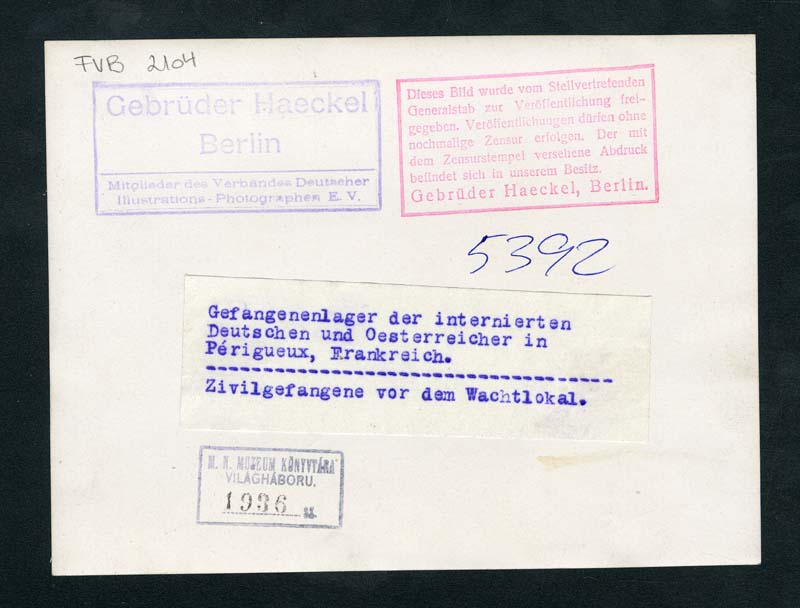 FVB 2104
Gebrüder Haeckel
Berlin
Mitglieder des Verbandes Deutscher
Illustrations-Photographen E. V.
Dieses Bild wurde vom Stellvertretenden
Generalstab zur Veröffentlichung frei-
gegeben. Veröffentlichungen dürfen ohne
nochmalige Zensur erfolgen. Der mit
dem Zensurstempel versehene Abdruck
befindet sich in unserem Besitz.
Gebrüder Haeckel, Berlin.
5392
Gefangenenlager der internierten
Deutschen und Oesterreicher in
Périgueux, Frankreich.
Zivilgefangene vor dem Wachtlokal.
M. N. MUZEUM KÖNYVTÁRA
VILÁGHÁBORU.
1936 sz.